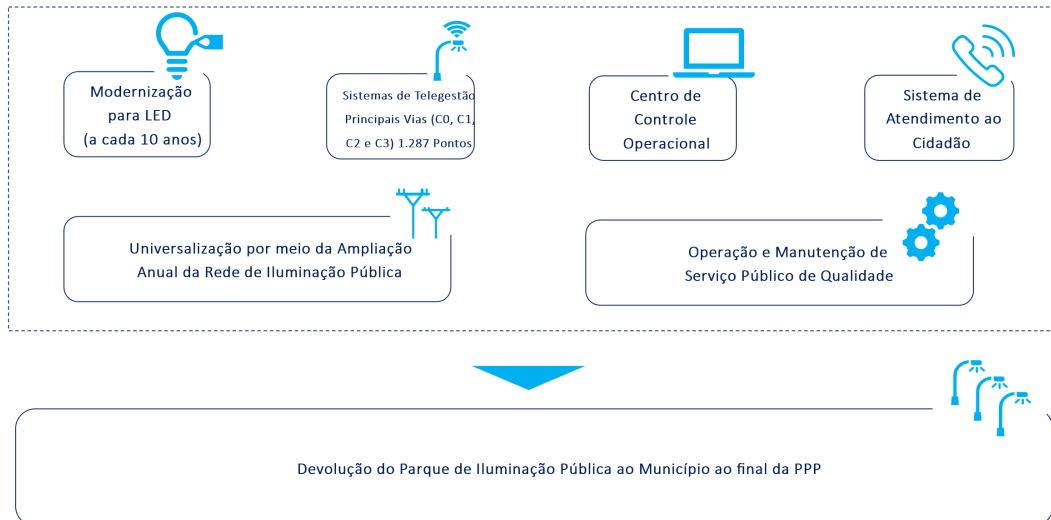 Modernização
para LED
(a cada 10 anos)
Sistemas de Telegestão
Principais Vias (C0, C1,
C2 e C3) 1.287 Pontos
Centro de
Controle
Operacional
Sistema de
Atendimento ao
Cidadão
Universalização por meio da Ampliação
Anual da Rede de Iluminação Pública
Operação e Manutenção de
Serviço Público de Qualidade
Devolução do Parque de Iluminação Pública ao Município ao final da PPP